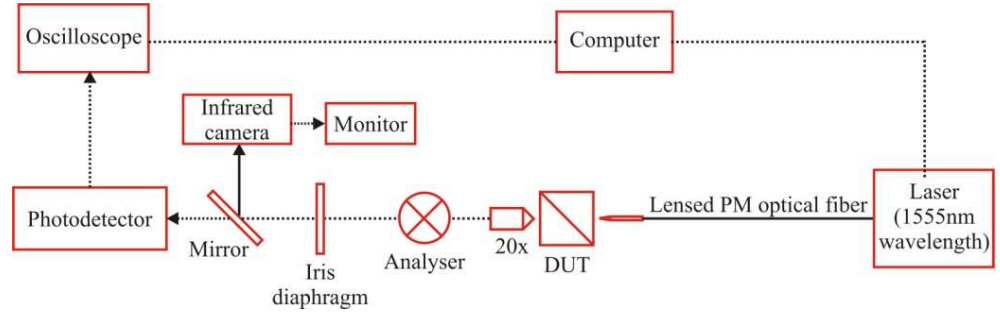 Oscilloscope
Computer
Infrared
camera
Monitor
Photodetector
Mirror
Iris
diaphragm
Analyser
20x
DUT
Lensed PM optical fiber
Laser
(1555nm
wavelength)